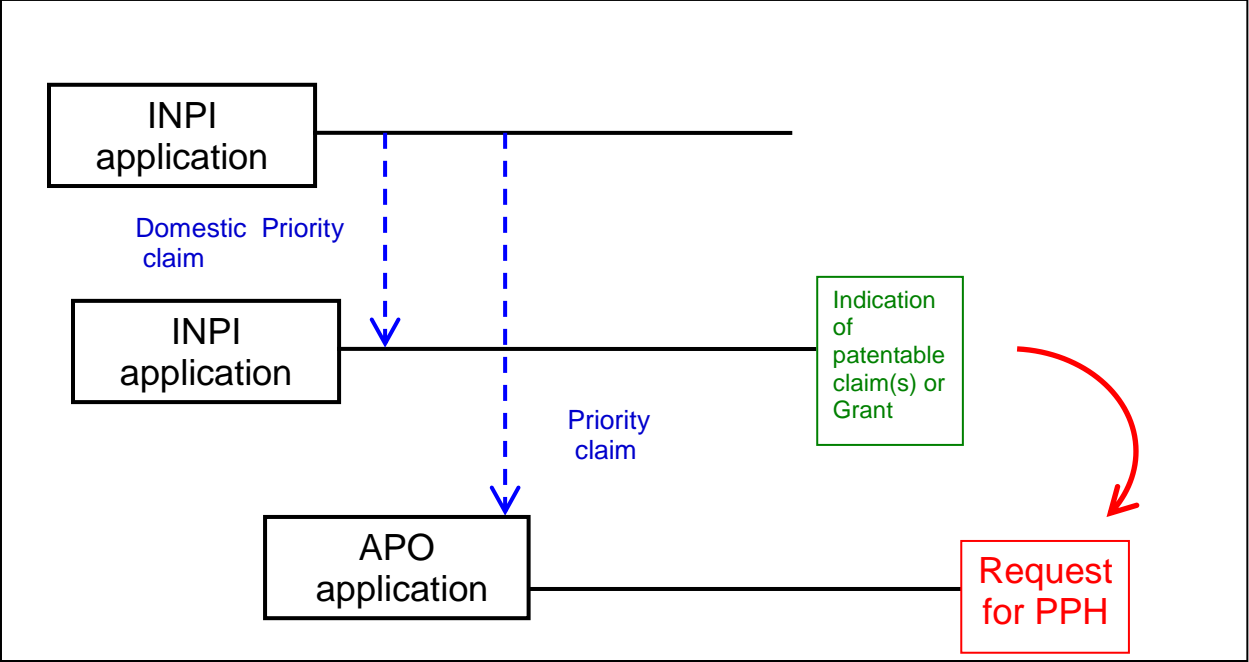 INPI
application
Domestic Priority
claim
INPI
application
Indication
of
patentable
claim(s) or
Grant
Priority
claim
APO
application
Request
for PPH